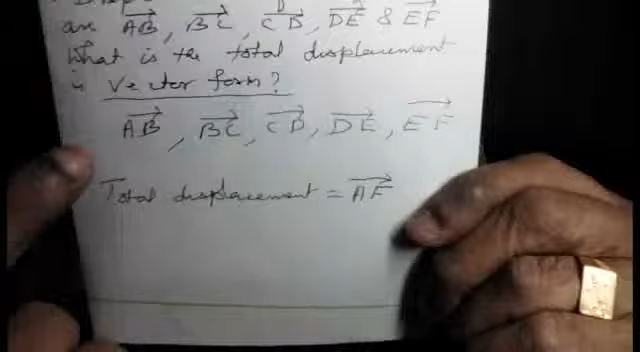 are AB, BC, CD, DE & EF
What is the total displacement
in vector form?
AB, BC, CD, DE, EF
Total displacement = AF